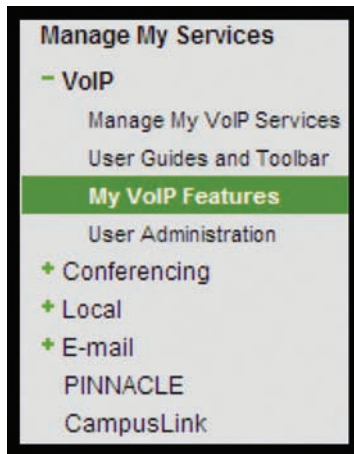 Manage My Services
- VoIP
Manage My VoIP Services
User Guides and Toolbar
My VoIP Features
User Administration
+ Conferencing
+ Local
+ E-mail
PINNACLE
CampusLink